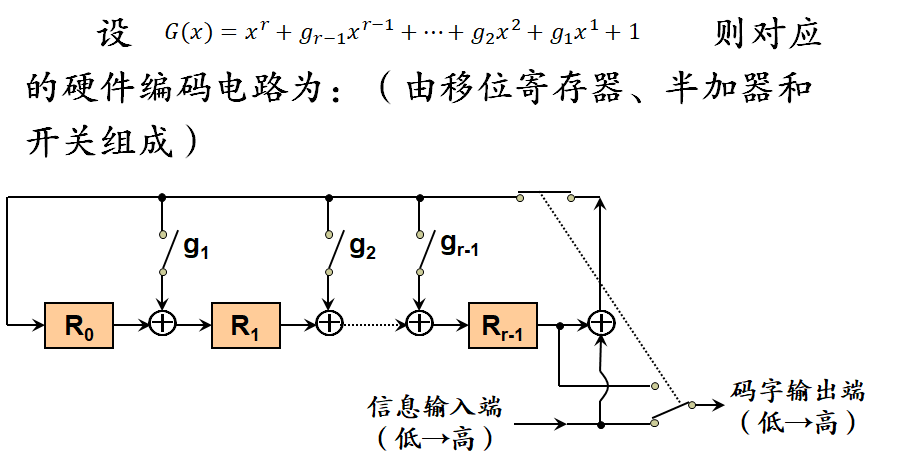 设 G(x) = x^r + g_{r-1}x^{r-1} + ⋯ + g_2x^2 + g_1x^1 + 1 则对应
的硬件编码电路为：（由移位寄存器、半加器和
开关组成）
g_1 g_2 g_{r-1}
R_0 R_1 R_{r-1}
信息输入端
（低→高）
码字输出端
（低→高）